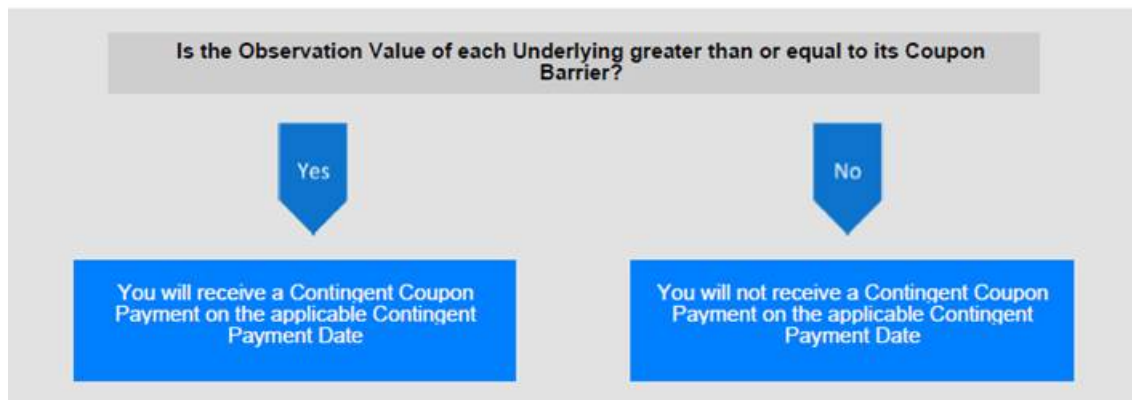 Is the Observation Value of each Underlying greater than or equal to its Coupon
Barrier?
Yes
No
You will receive a Contingent Coupon
Payment on the applicable Contingent
Payment Date
You will not receive a Contingent Coupon
Payment on the applicable Contingent
Payment Date